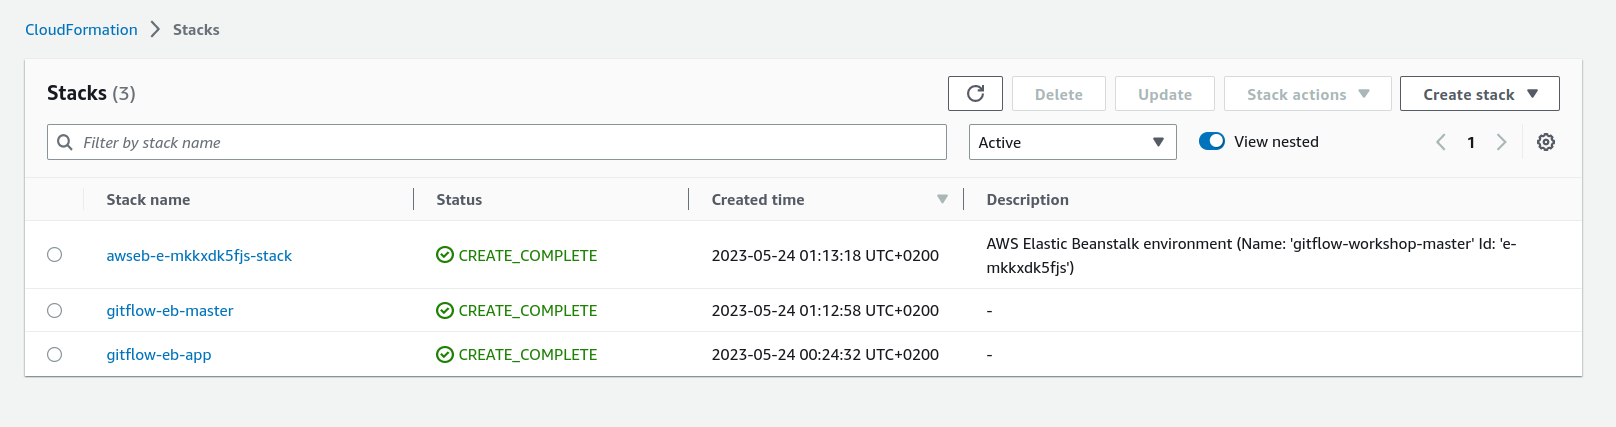 CloudFormation > Stacks
Stacks (3)
Delete
Update
Stack actions
Create stack
Filter by stack name
Active
View nested
1
Stack name Status Created time Description
awseb-e-mkkxdk5fjs-stack CREATE_COMPLETE 2023-05-24 01:13:18 UTC+0200 AWS Elastic Beanstalk environment (Name: 'gitflow-workshop-master' Id: 'e-
mkkxdk5fjs')
gitflow-eb-master CREATE_COMPLETE 2023-05-24 01:12:58 UTC+0200 -
gitflow-eb-app CREATE_COMPLETE 2023-05-24 00:24:32 UTC+0200 -